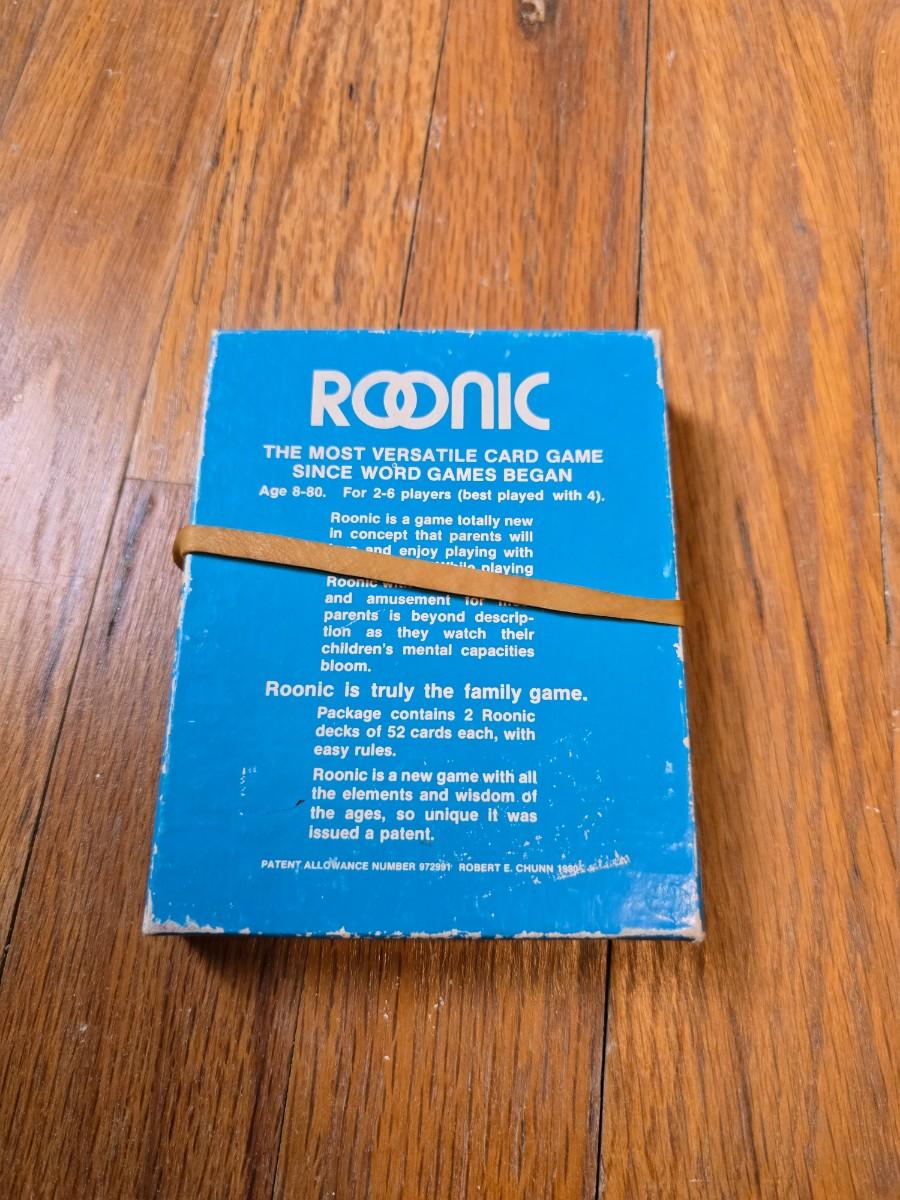 ROONIC
THE MOST VERSATILE CARD GAME
SINCE WORD GAMES BEGAN
Age 8-80. For 2-6 players (best played with 4).
Roonic is a game totally new
in concept that parents will
and enjoy playing with
While playing
Roonic
and amusement for
parents is beyond descrip-
tion as they watch their
children's mental capacities
bloom.
Roonic is truly the family game.
Package contains 2 Roonic
decks of 52 cards each, with
easy rules.
Roonic is a new game with all
the elements and wisdom of
the ages, so unique it was
issued a patent.
PATENT ALLOWANCE NUMBER 972991 ROBERT E. CHUNN 1980